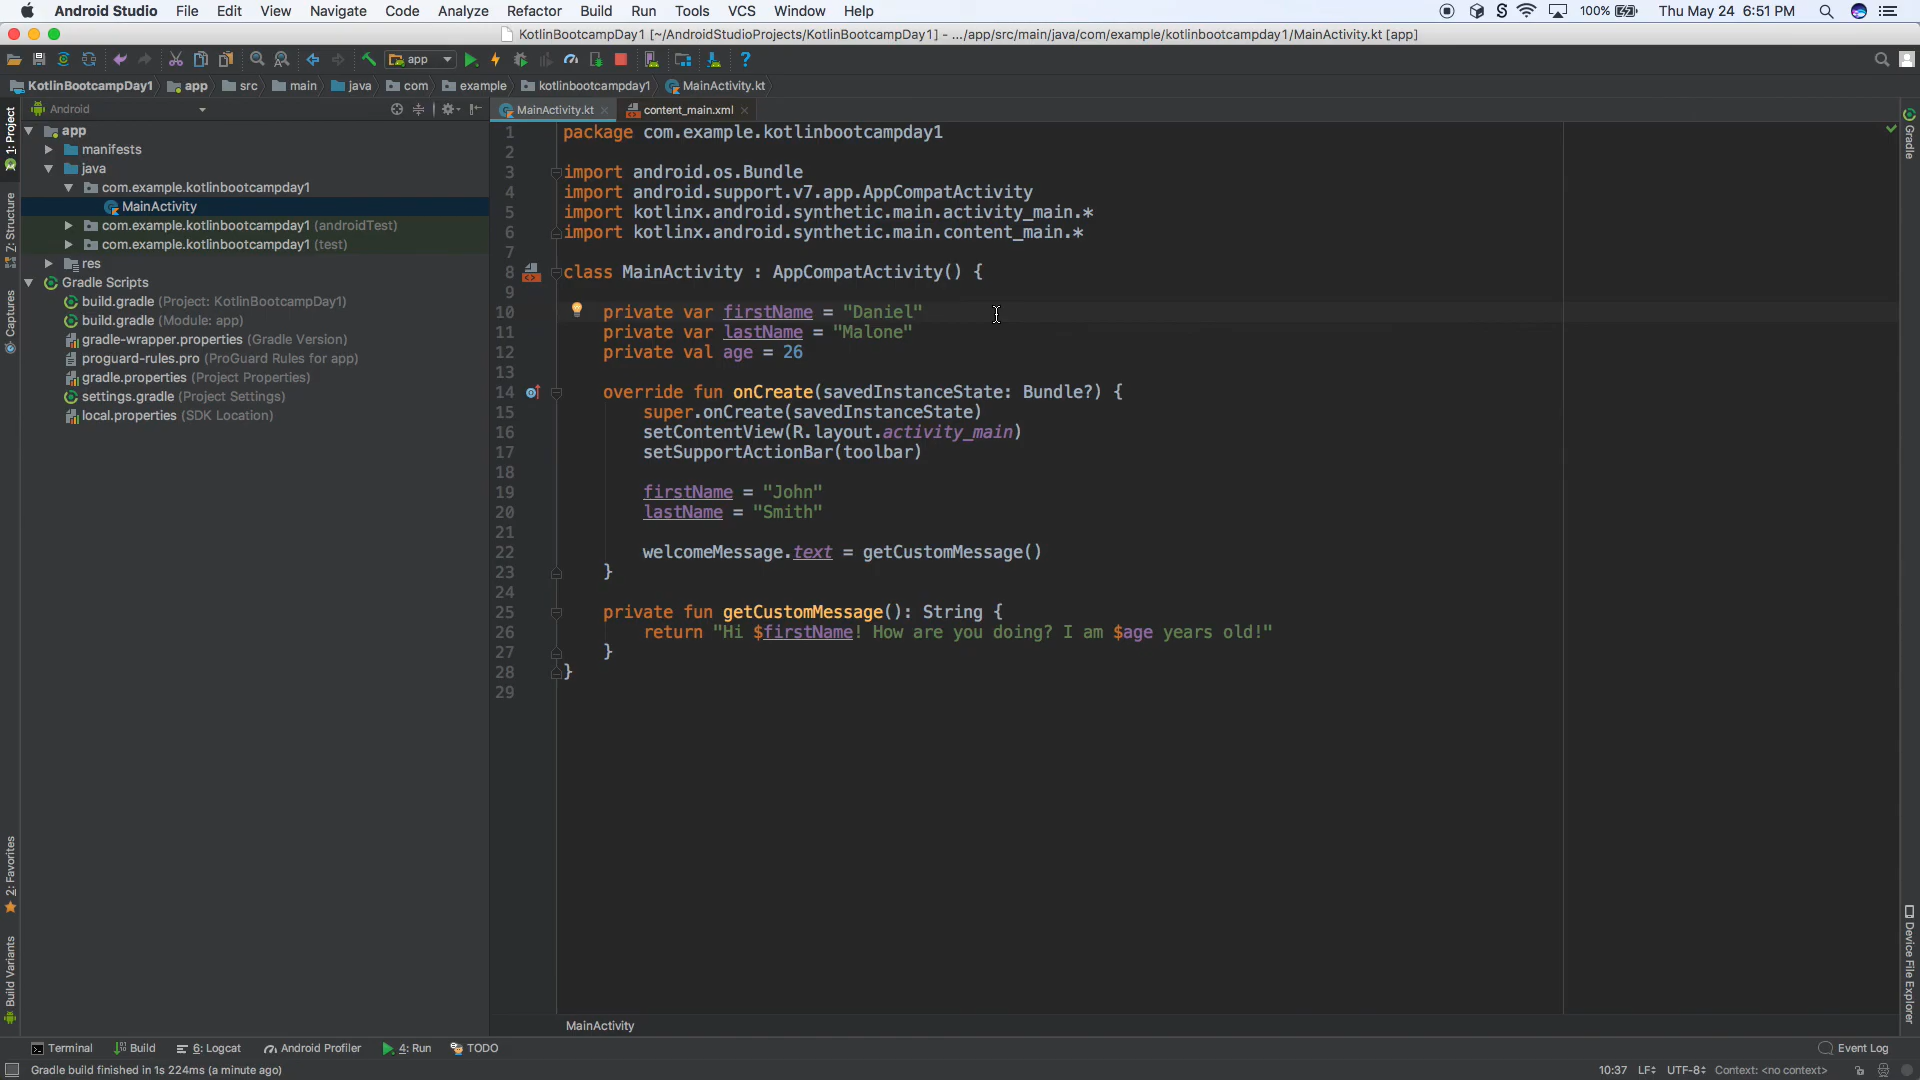 Android Studio File Edit View Navigate Code Analyze Refactor Build Run Tools VCS Window Help 100% Thu May 24 6:51 PM
KotlinBootcampDay1 [~/AndroidStudioProjects/KotlinBootcampDay1] - .../app/src/main/java/com/example/kotlinbootcampday1/MainActivity.kt [app]
app
KotlinBootcampDay1 app src main java com example kotlinbootcampday1 MainActivity.kt
Android
MainActivity.kt content_main.xml
1: Project
Z: Structure
Captures
2: Favorites
Build Variants
app
manifests
java
com.example.kotlinbootcampday1
MainActivity
com.example.kotlinbootcampday1 (androidTest)
com.example.kotlinbootcampday1 (test)
res
Gradle Scripts
build.gradle (Project: KotlinBootcampDay1)
build.gradle (Module: app)
gradle-wrapper.properties (Gradle Version)
proguard-rules.pro (ProGuard Rules for app)
gradle.properties (Project Properties)
settings.gradle (Project Settings)
local.properties (SDK Location)
1 package com.example.kotlinbootcampday1
2
3 import android.os.Bundle
4 import android.support.v7.app.AppCompatActivity
5 import kotlinx.android.synthetic.main.activity_main.*
6 import kotlinx.android.synthetic.main.content_main.*
7
8 class MainActivity : AppCompatActivity() {
9
10 private var firstName = "Daniel"
11 private var lastName = "Malone"
12 private val age = 26
13
14 override fun onCreate(savedInstanceState: Bundle?) {
15 super.onCreate(savedInstanceState)
16 setContentView(R.layout.activity_main)
17 setSupportActionBar(toolbar)
18
19 firstName = "John"
20 lastName = "Smith"
21
22 welcomeMessage.text = getCustomMessage()
23 }
24
25 private fun getCustomMessage(): String {
26 return "Hi $firstName! How are you doing? I am $age years old!"
27 }
28 }
29
MainActivity
Gradle
Device File Explorer
Terminal Build 6: Logcat Android Profiler 4: Run TODO Event Log
Gradle build finished in 1s 224ms (a minute ago) 10:37 LF UTF-8 Context: <no context>